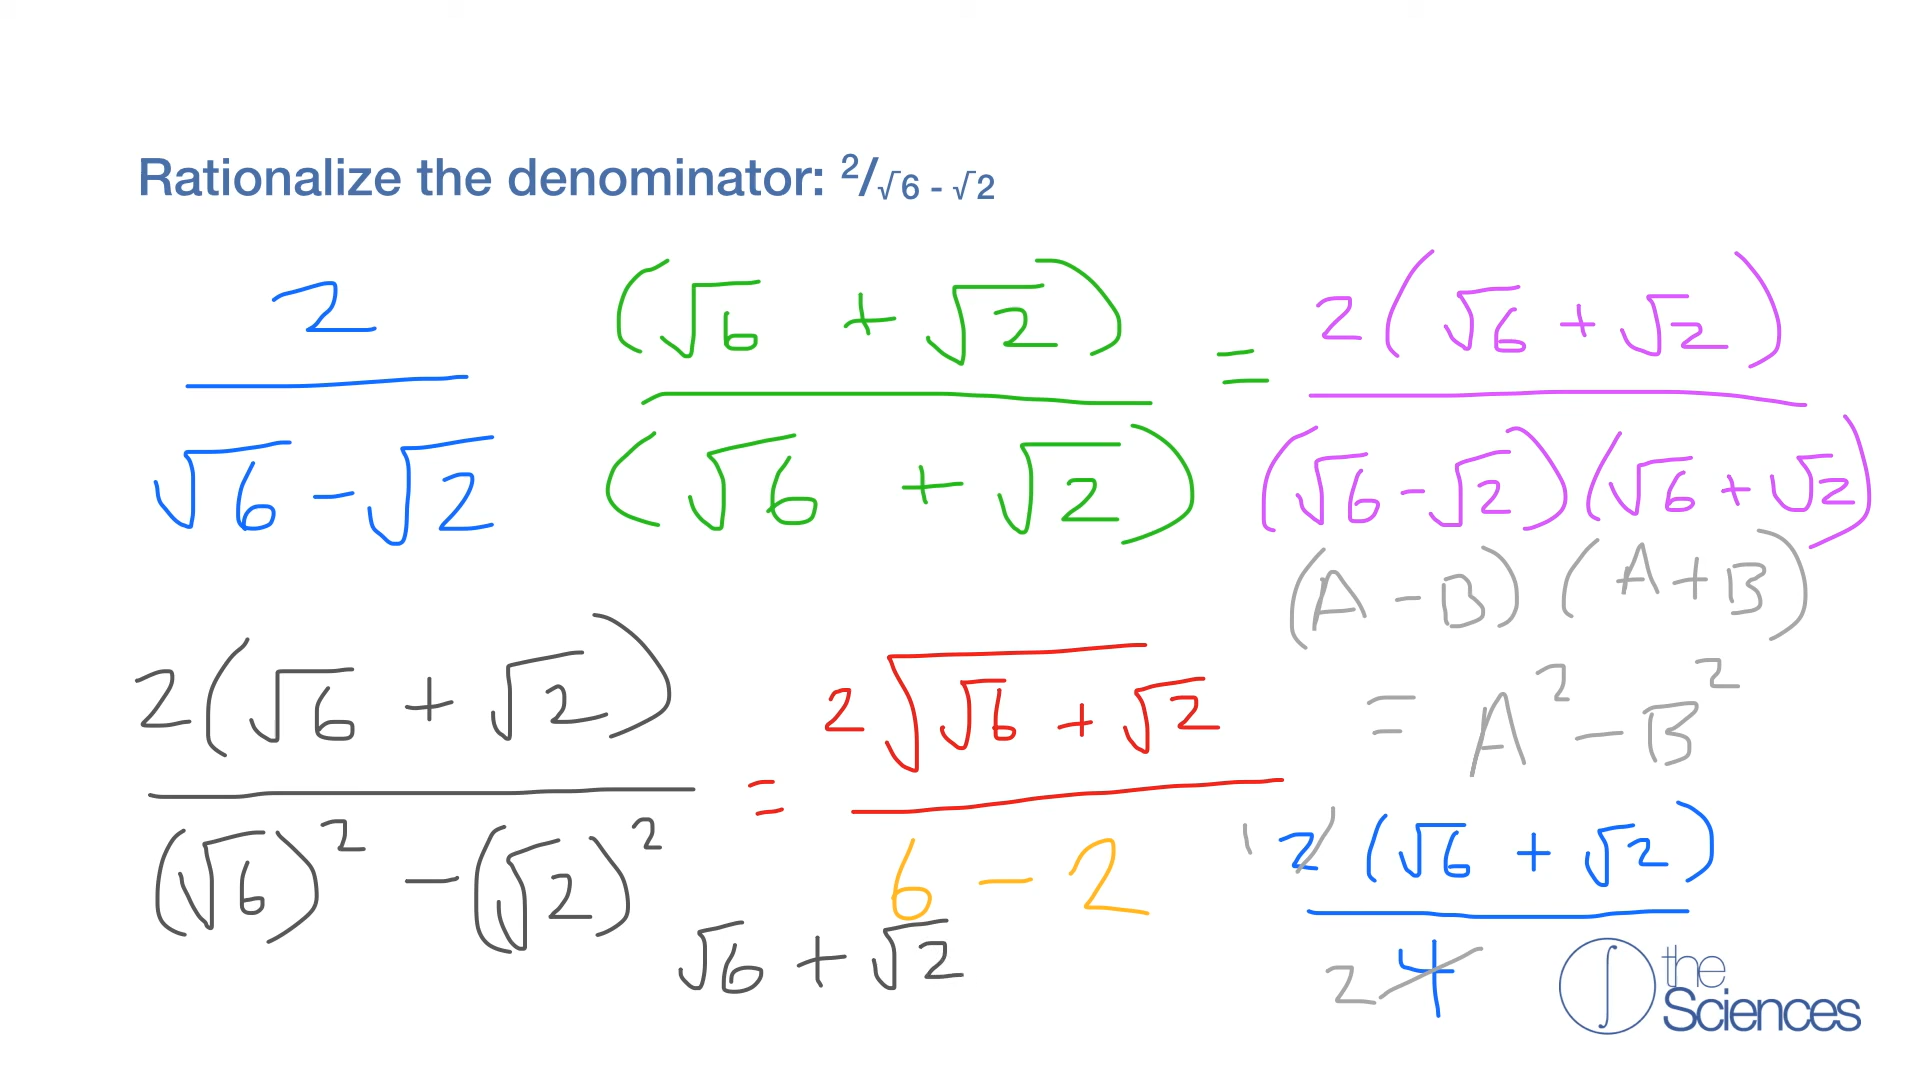 Rationalize the denominator: ²/√6 - √2
2 (√6 + √2) = 2 (√6 + √2)
√6 - √2 (√6 + √2) (√6 - √2)(√6 + √2)
(A - B) (A + B)
= A² - B²
2(√6 + √2) = 2√√6 + √2
(√6)² - (√2)² 6 - 2
1 2 (√6 + √2)
2 4
√6 + √2
the
Sciences